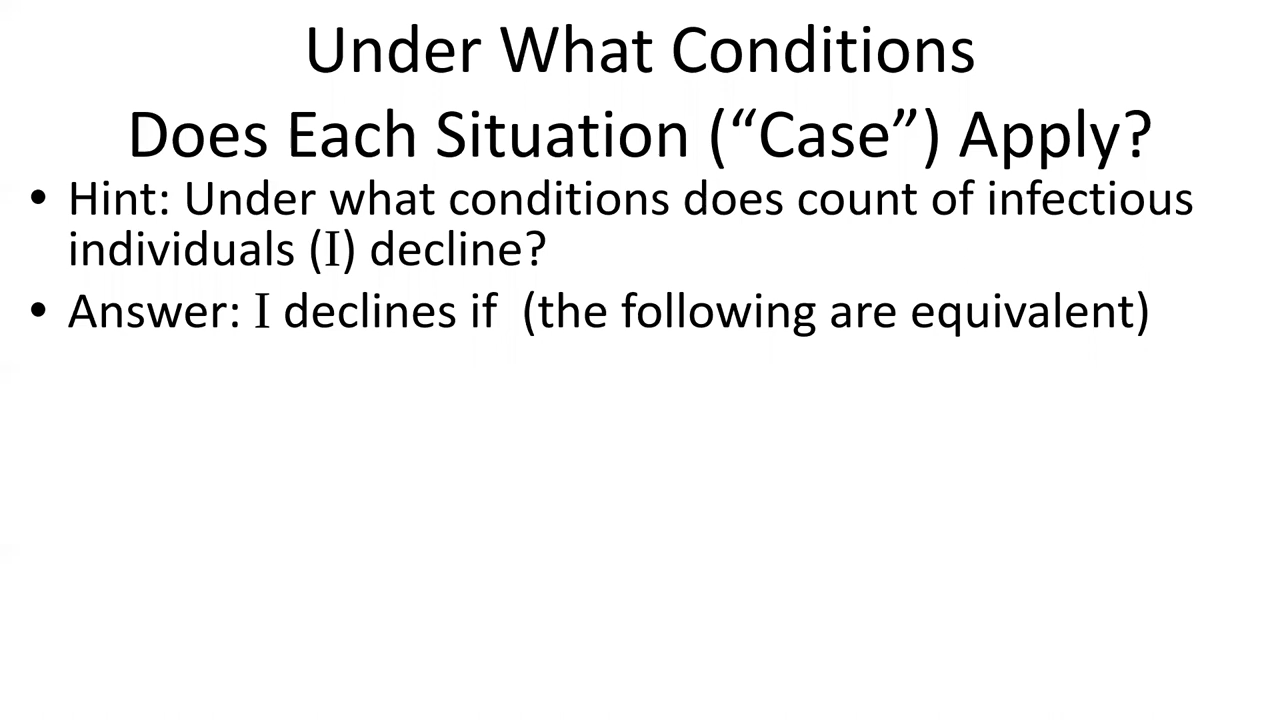 Under What Conditions
Does Each Situation (“Case”) Apply?
• Hint: Under what conditions does count of infectious
individuals (I) decline?
• Answer: I declines if  (the following are equivalent)